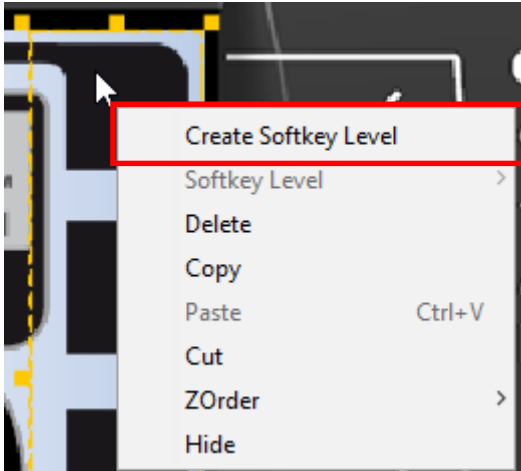 Create Softkey Level
Softkey Level
Delete
Copy
Paste Ctrl+V
Cut
ZOrder
Hide